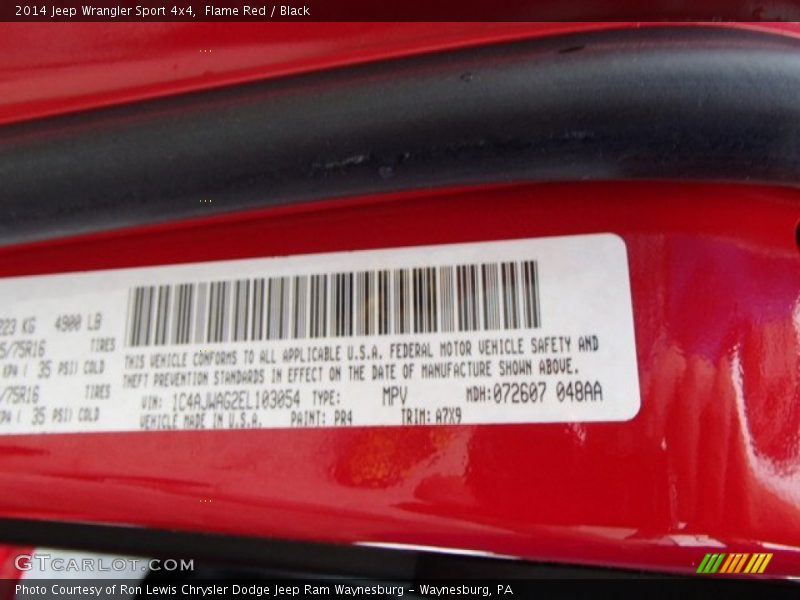 2014 Jeep Wrangler Sport 4x4, Flame Red / Black
223 KG 4900 LB
5/75R16 TIRES
KPA ( 35 PSI) COLD
/75R16 TIRES
KPA ( 35 PSI) COLD
THIS VEHICLE CONFORMS TO ALL APPLICABLE U.S.A. FEDERAL MOTOR VEHICLE SAFETY AND
THEFT PREVENTION STANDARDS IN EFFECT ON THE DATE OF MANUFACTURE SHOWN ABOVE.
VIN: 1C4AJWAG2EL103054 TYPE: MPV MDH:072607 048AA
VEHICLE MADE IN U.S.A. PAINT: PR4 TRIM: A7X9
GTCARLOT.COM
Photo Courtesy of Ron Lewis Chrysler Dodge Jeep Ram Waynesburg - Waynesburg, PA